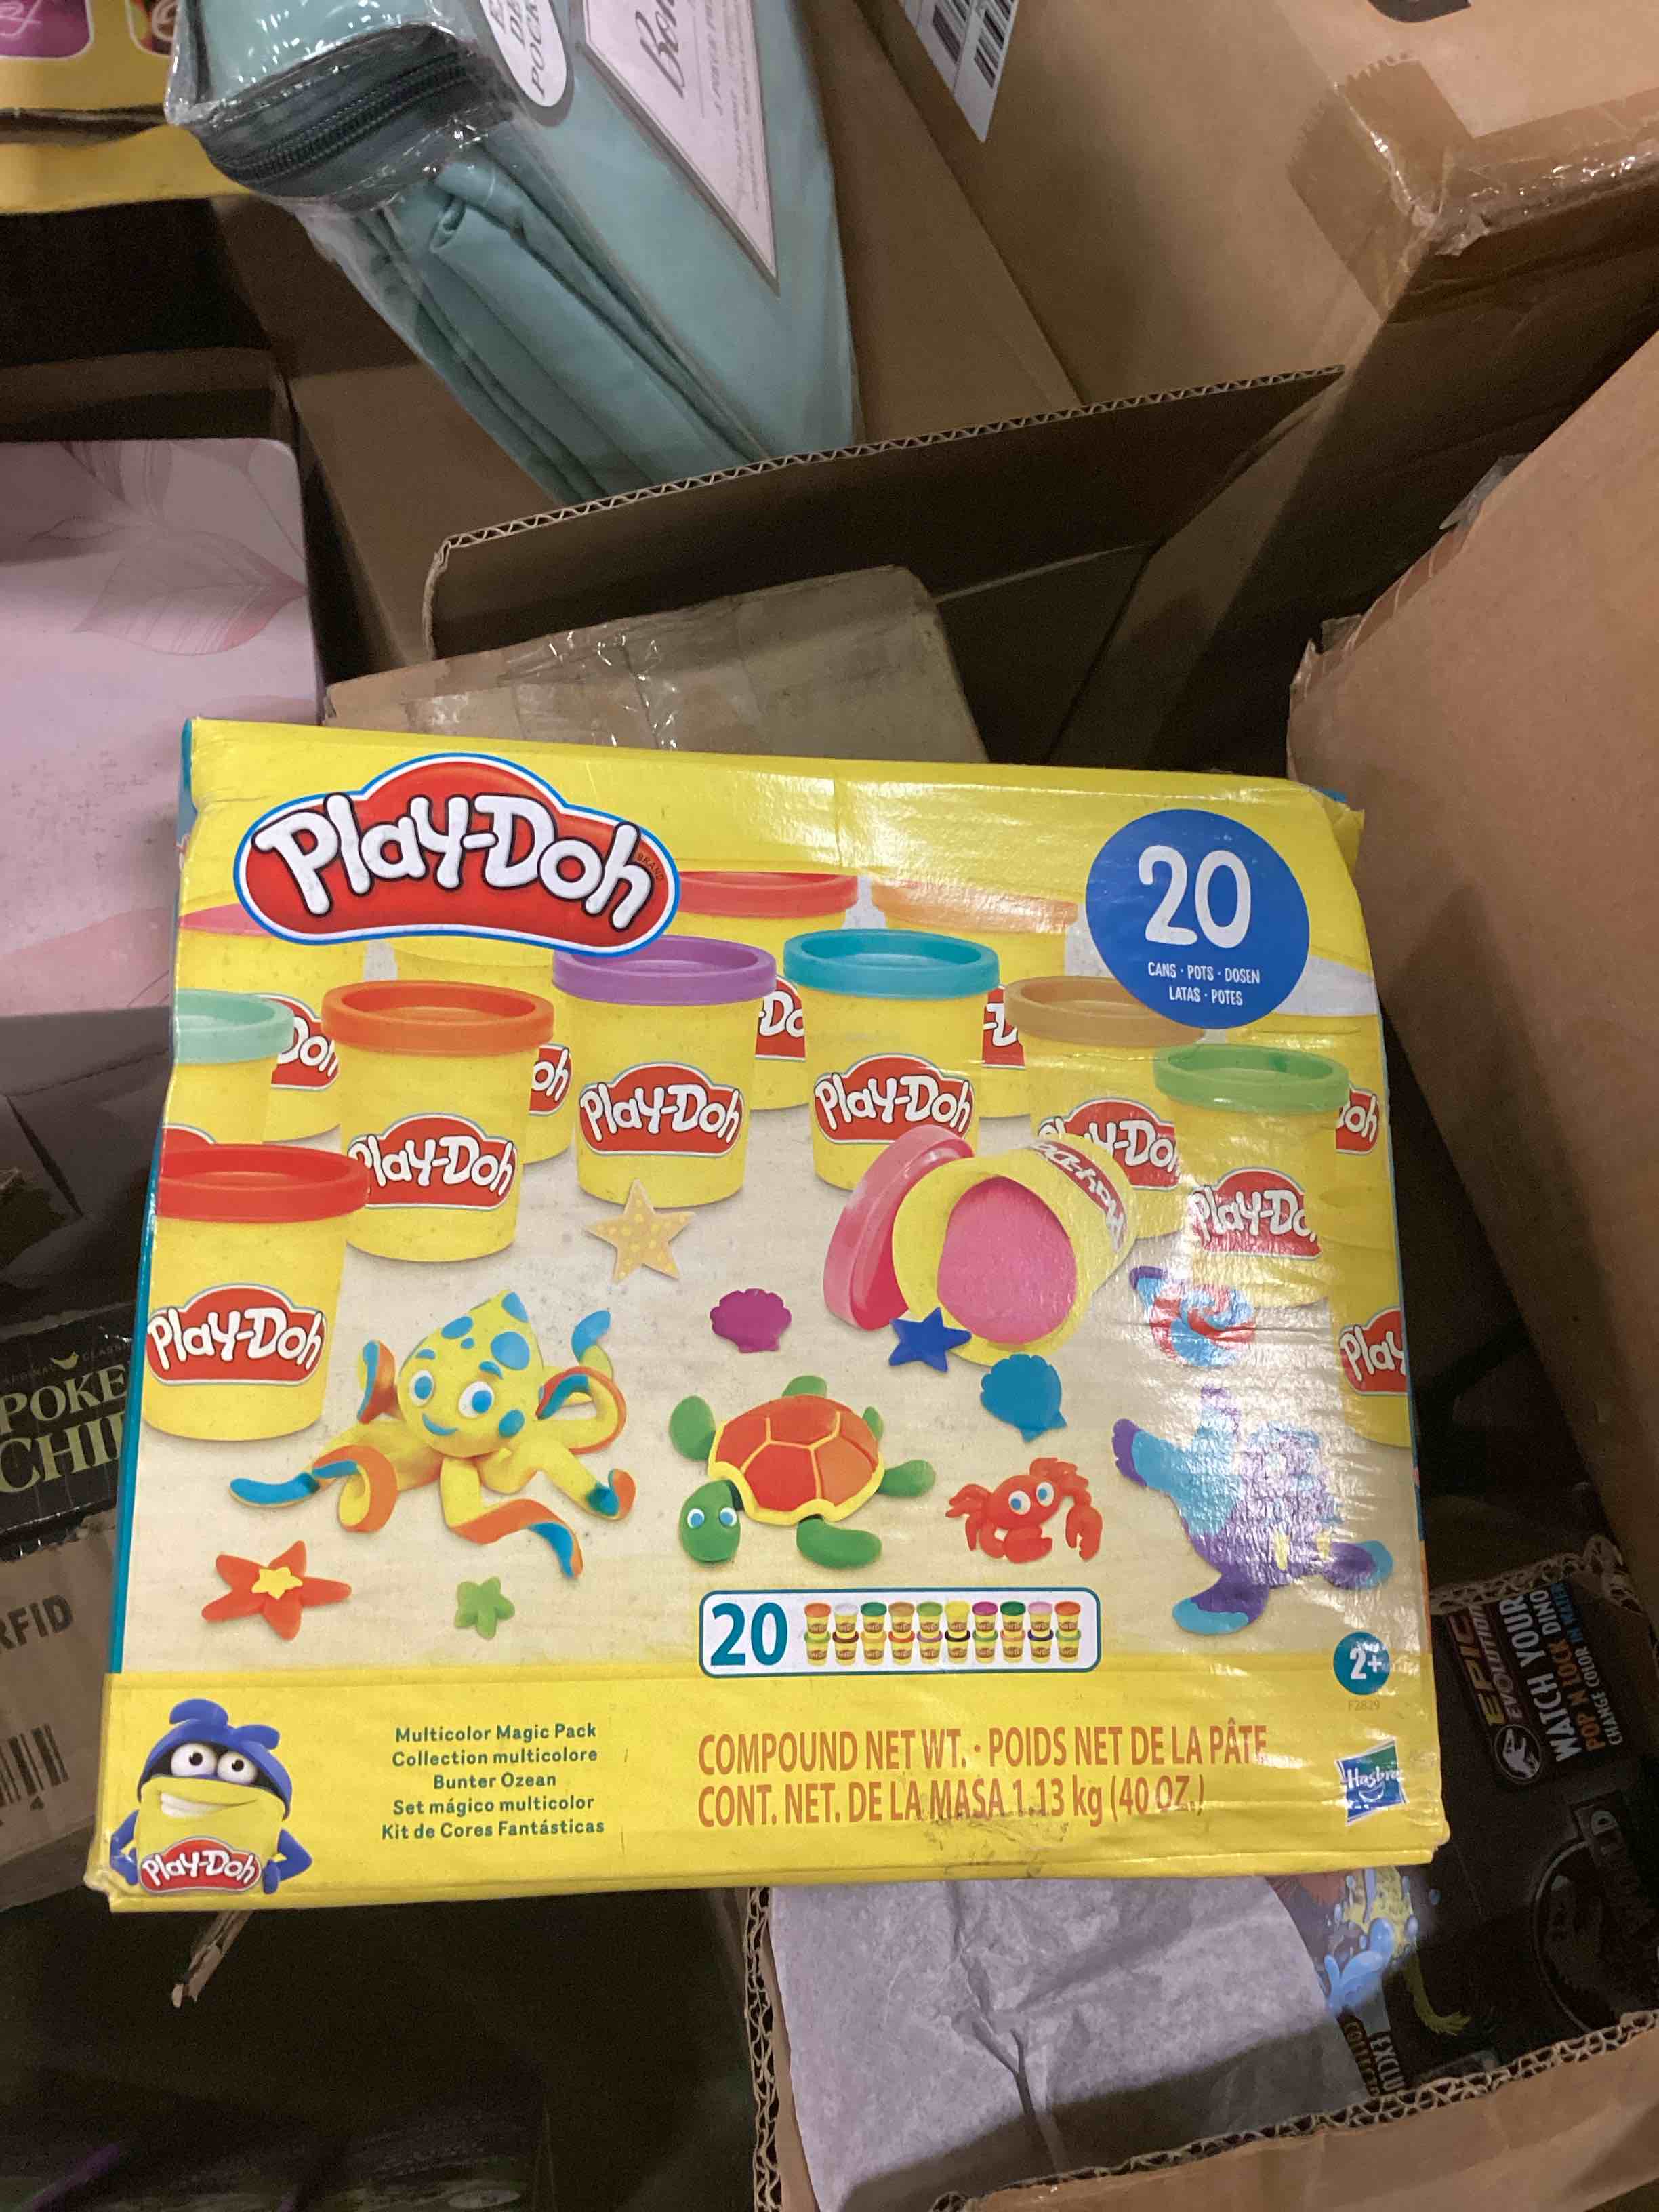 POCK
Play-Doh
BRAND
20
CANS · POTS · DOSEN
LATAS · POTES
Play-Doh
Play-Doh
Play-Doh
Play-Doh
20
2+
F2829
Multicolor Magic Pack
Collection multicolore
Bunter Ozean
Set mágico multicolor
Kit de Cores Fantásticas
COMPOUND NET WT. · POIDS NET DE LA PÂTE
CONT. NET. DE LA MASA 1.13 kg (40 OZ.)
Hasbro
Play-Doh
POKE
CHI
RFID
EPIC
EVOLUTION
WATCH YOUR
POP N LOCK DINO
CHANGE COLOR IN WATER